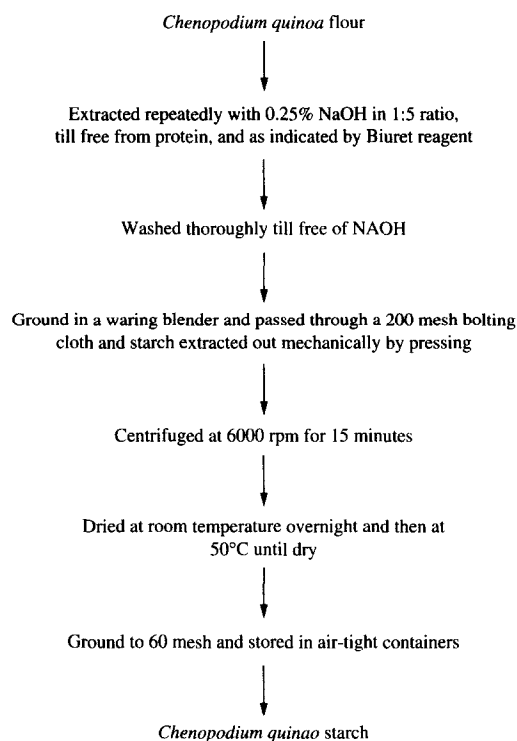 Chenopodium quinoa flour
Extracted repeatedly with 0.25% NaOH in 1:5 ratio,
till free from protein, and as indicated by Biuret reagent
Washed thoroughly till free of NAOH
Ground in a waring blender and passed through a 200 mesh bolting
cloth and starch extracted out mechanically by pressing
Centrifuged at 6000 rpm for 15 minutes
Dried at room temperature overnight and then at
50°C until dry
Ground to 60 mesh and stored in air-tight containers
Chenopodium quinao starch